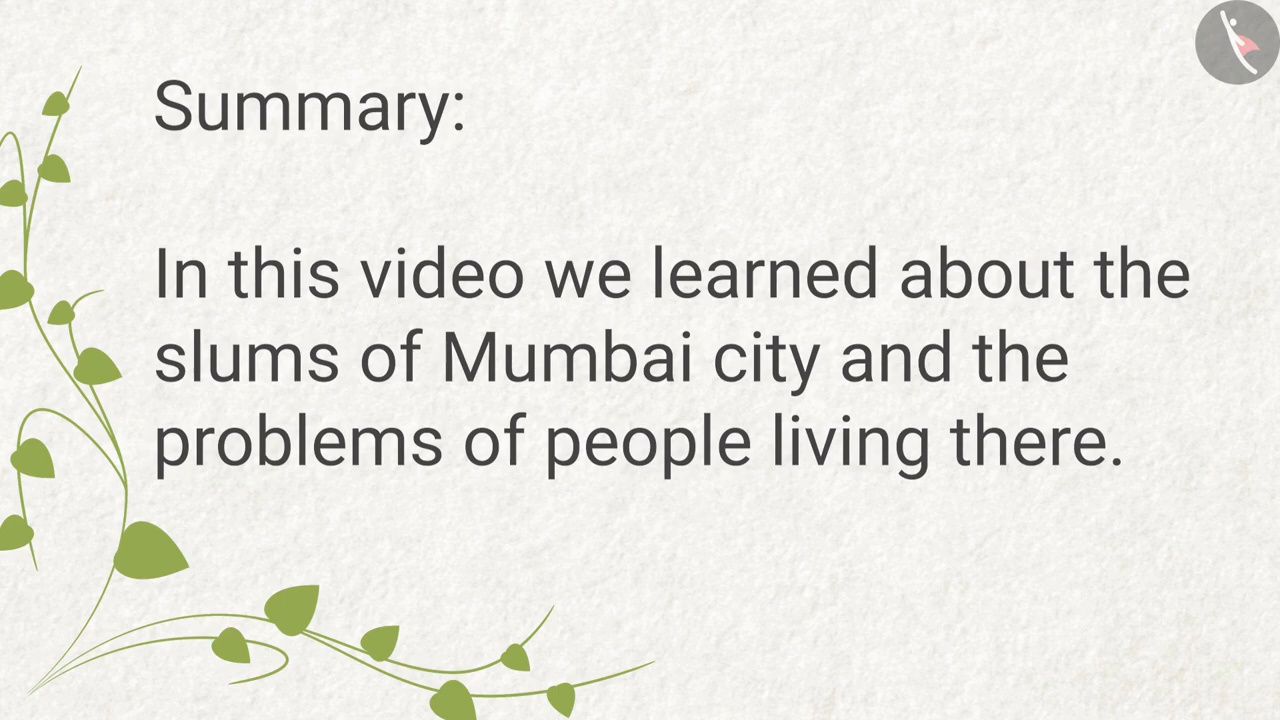 Summary:
In this video we learned about the
slums of Mumbai city and the
problems of people living there.